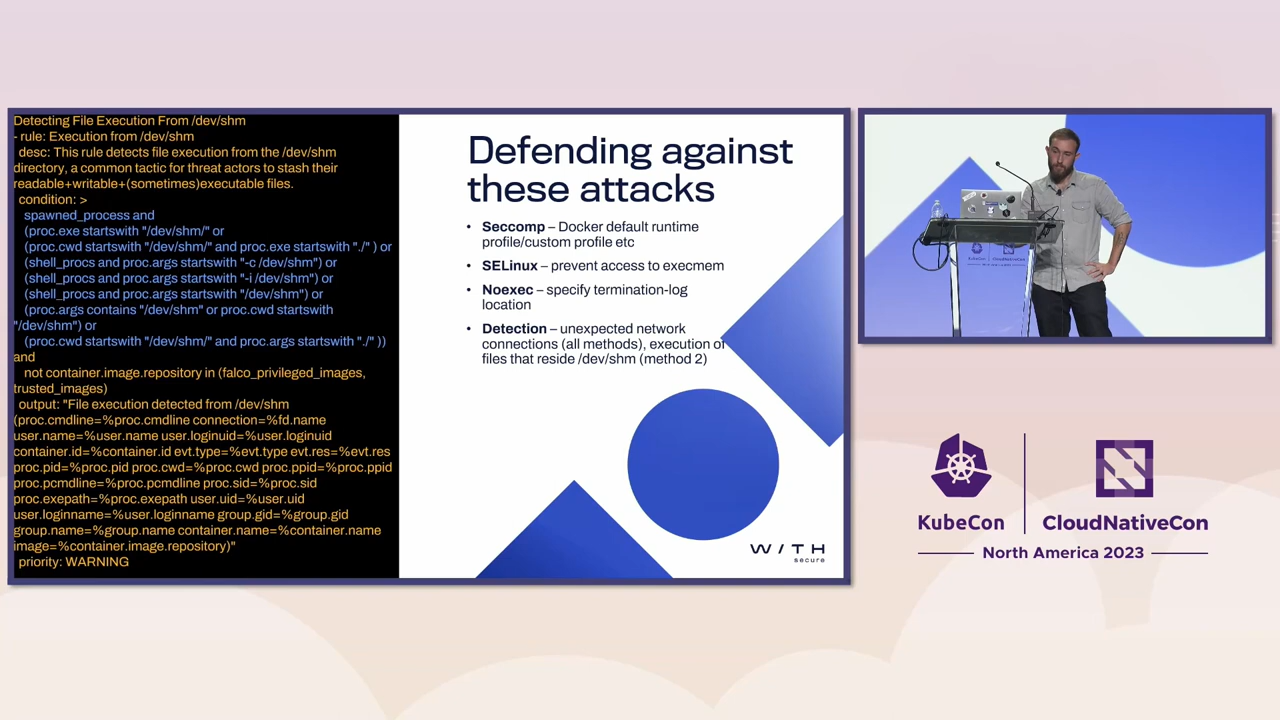 Detecting File Execution From /dev/shm
- rule: Execution from /dev/shm
desc: This rule detects file execution from the /dev/shm
directory, a common tactic for threat actors to stash their
readable+writable+(sometimes)executable files.
condition: >
spawned_process and
(proc.exe startswith "/dev/shm/" or
(proc.cwd startswith "/dev/shm/" and proc.exe startswith "./" ) or
(shell_procs and proc.args startswith "-c /dev/shm") or
(shell_procs and proc.args startswith "-i /dev/shm") or
(shell_procs and proc.args startswith "/dev/shm") or
(proc.args contains "/dev/shm" or proc.cwd startswith
"/dev/shm") or
(proc.cwd startswith "/dev/shm/" and proc.args startswith "./" ))
and
not container.image.repository in (falco_privileged_images,
trusted_images)
output: "File execution detected from /dev/shm
(proc.cmdline=%proc.cmdline connection=%fd.name
user.name=%user.name user.loginuid=%user.loginuid
container.id=%container.id evt.type=%evt.type evt.res=%evt.res
proc.pid=%proc.pid proc.cwd=%proc.cwd proc.ppid=%proc.ppid
proc.pcmdline=%proc.pcmdline proc.sid=%proc.sid
proc.exepath=%proc.exepath user.uid=%user.uid
user.loginname=%user.loginname group.gid=%group.gid
group.name=%group.name container.name=%container.name
image=%container.image.repository)"
priority: WARNING
Defending against
these attacks
• Seccomp – Docker default runtime
profile/custom profile etc
• SELinux – prevent access to execmem
• Noexec – specify termination-log
location
• Detection – unexpected network
connections (all methods), execution of
files that reside /dev/shm (method 2)
W/TH
secure
KubeCon
CloudNativeCon
North America 2023